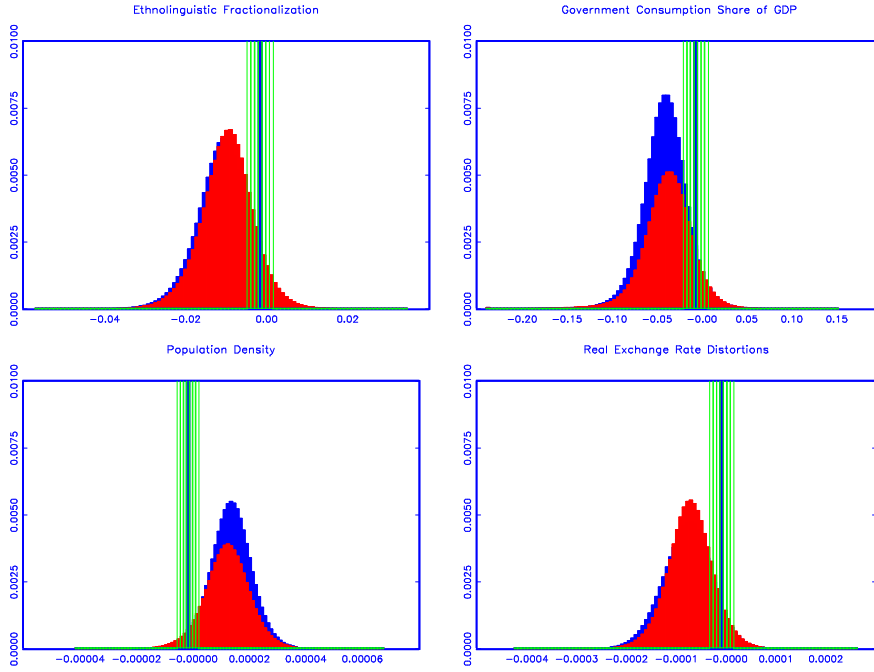 Ethnolinguistic Fractionalization
0.0100
0.0075
0.0050
0.0025
0.0000
-0.04 -0.02 0.00 0.02
Government Consumption Share of GDP
0.0100
0.0075
0.0050
0.0025
0.0000
-0.20 -0.15 -0.10 -0.05 -0.00 0.05 0.10 0.15
Population Density
0.0100
0.0075
0.0050
0.0025
0.0000
-0.00004 -0.00002 -0.00000 0.00002 0.00004 0.00006
Real Exchange Rate Distortions
0.0100
0.0075
0.0050
0.0025
0.0000
-0.0004 -0.0003 -0.0002 -0.0001 -0.0000 0.0001 0.0002